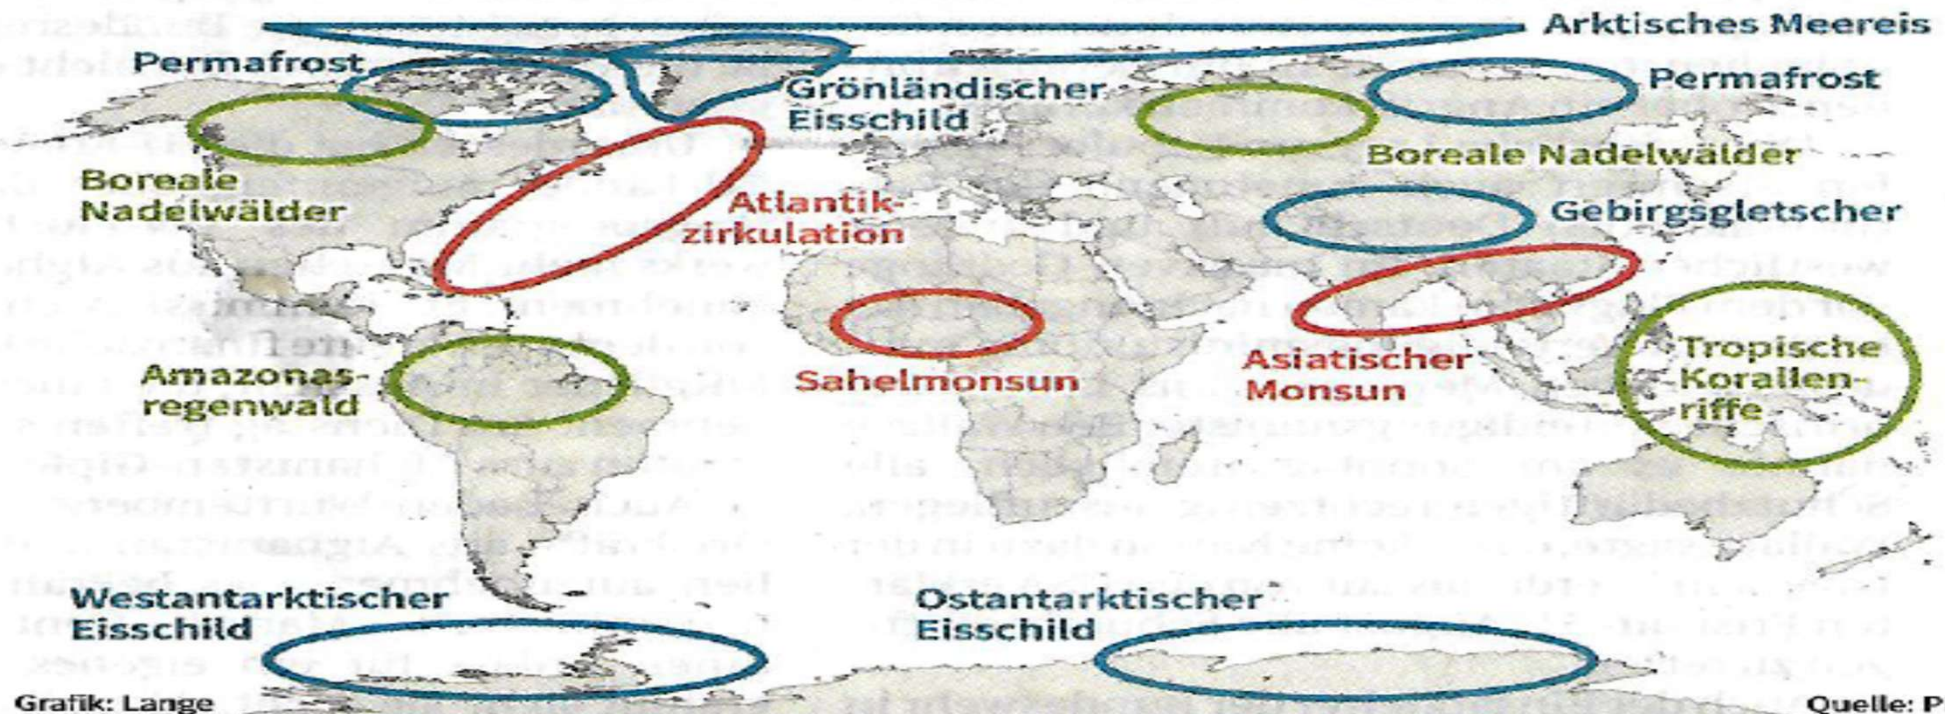 Arktisches Meereis
Permafrost
Grönländischer
Eisschild
Permafrost
Boreale Nadelwälder
Boreale
Nadelwälder
Atlantik-
zirkulation
Gebirgsgletscher
Amazonas-
regenwald
Sahelmonsun
Asiatischer
Monsun
Tropische
Korallen-
riffe
Westantarktischer
Eisschild
Ostantarktischer
Eisschild
Grafik: Lange
Quelle: P